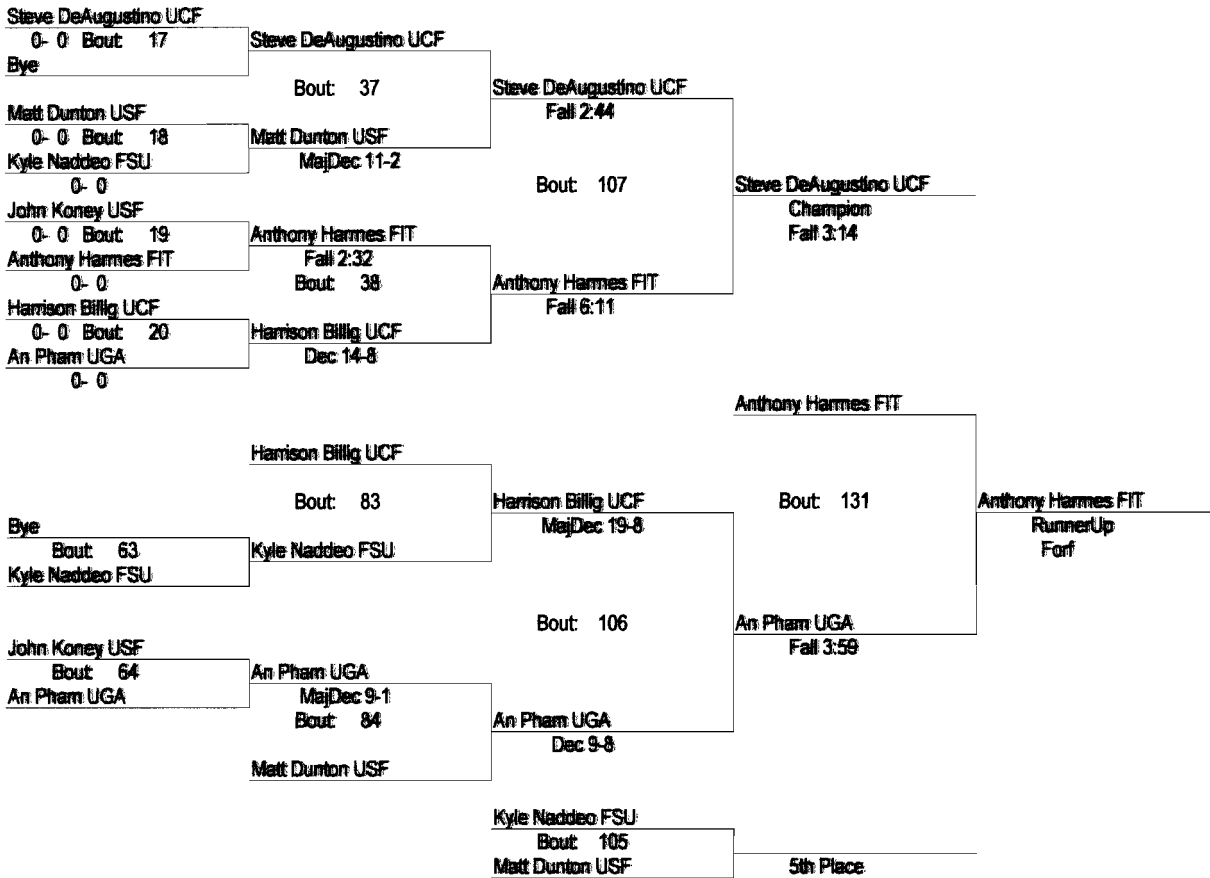 Steve DeAugustino UCF
0- 0 Bout: 17
Bye
Steve DeAugustino UCF
Bout: 37
Matt Dunton USF
0- 0 Bout: 18
Kyle Naddeo FSU
0- 0
Matt Dunton USF
MajDec 11-2
Steve DeAugustino UCF
Fall 2:44
Bout: 107
John Koney USF
0- 0 Bout: 19
Anthony Harmes FIT
0- 0
Anthony Harmes FIT
Fall 2:32
Bout: 38
Harrison Billig UCF
0- 0 Bout: 20
An Pham UGA
0- 0
Harrison Billig UCF
Dec 14-8
Anthony Harmes FIT
Fall 6:11
Steve DeAugustino UCF
Champion
Fall 3:14
Harrison Billig UCF
Bout: 83
Bye
Bout: 63
Kyle Naddeo FSU
Kyle Naddeo FSU
Harrison Billig UCF
MajDec 19-8
Bout: 106
John Koney USF
Bout: 64
An Pham UGA
An Pham UGA
MajDec 9-1
Bout: 84
Matt Dunton USF
An Pham UGA
Dec 9-8
Anthony Harmes FIT
Bout: 131
An Pham UGA
Fall 3:59
Anthony Harmes FIT
RunnerUp
Forf
Kyle Naddeo FSU
Bout: 105
Matt Dunton USF
5th Place